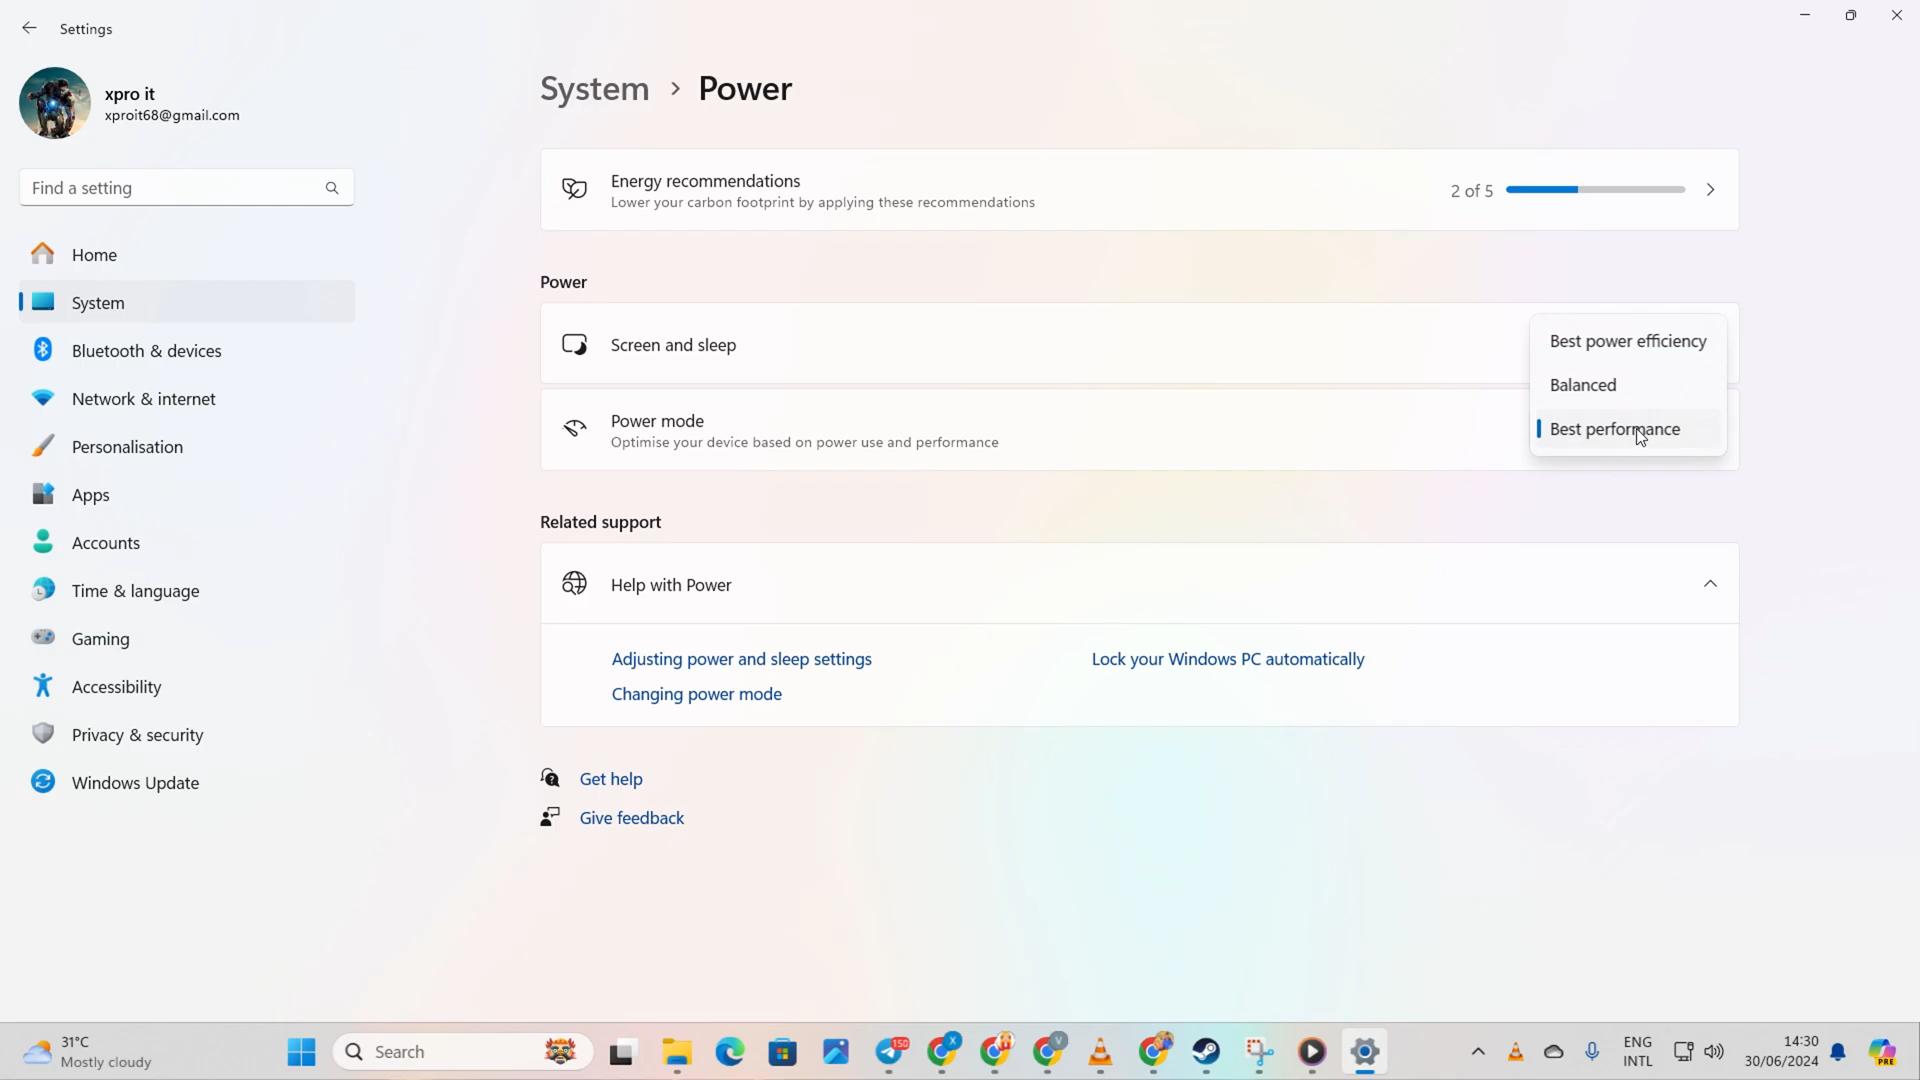 Settings
xpro it
xproit68@gmail.com
Find a setting
Home
System
Bluetooth & devices
Network & internet
Personalisation
Apps
Accounts
Time & language
Gaming
Accessibility
Privacy & security
Windows Update
System > Power
Energy recommendations
Lower your carbon footprint by applying these recommendations
2 of 5
Power
Screen and sleep
Power mode
Optimise your device based on power use and performance
Best power efficiency
Balanced
Best performance
Related support
Help with Power
Adjusting power and sleep settings
Lock your Windows PC automatically
Changing power mode
Get help
Give feedback
31°C
Mostly cloudy
Search
150
X
V
ENG
INTL
14:30
30/06/2024
PRE